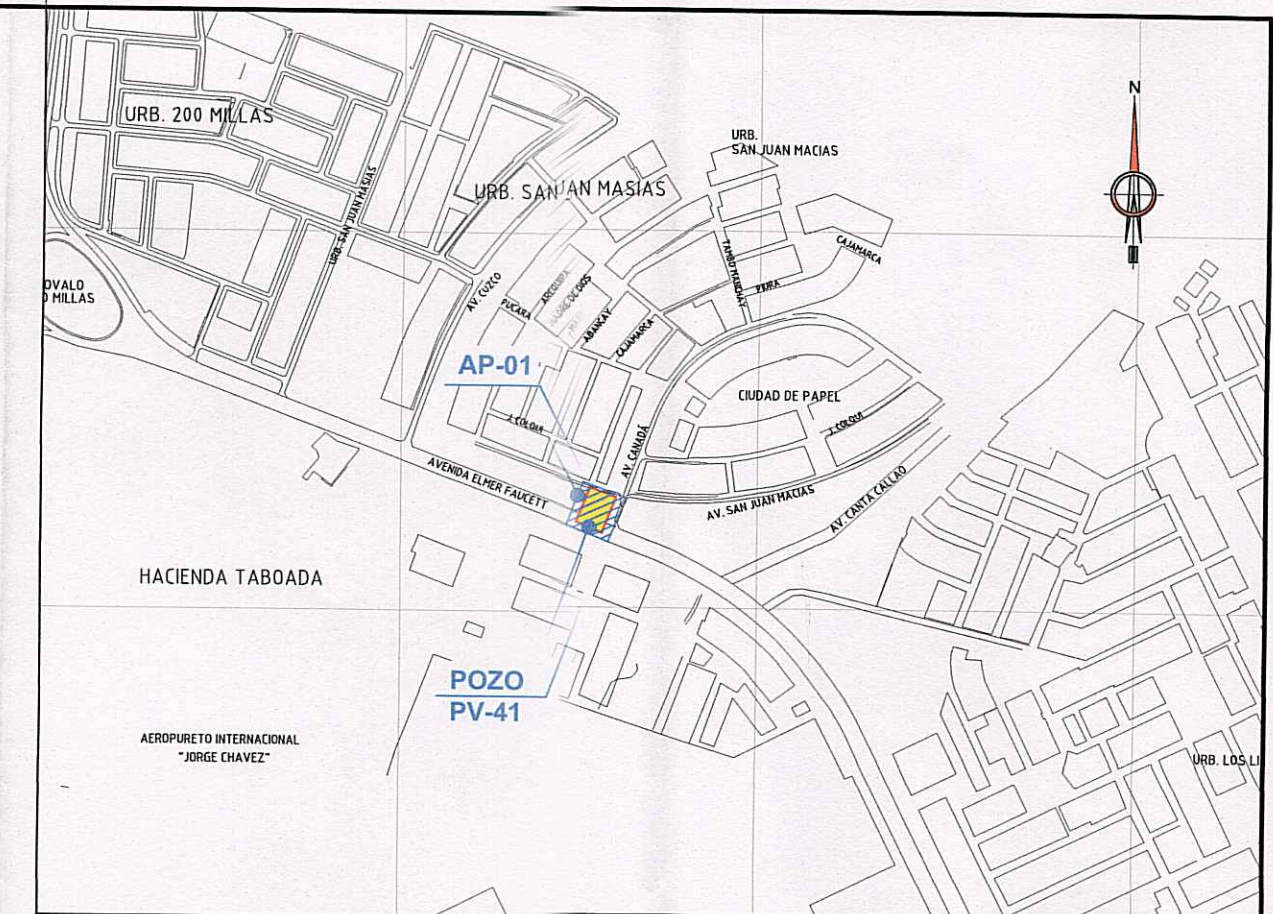 N
URB. 200 MILLAS
URB.
SAN JUAN MACIAS
URB. SAN JUAN MASIAS
URB. SAN JUAN MASIAS
CAJAMARCA
TAMBO MANCHAY
PIURA
OVALO
MILLAS
AV. CUZCO
PUCARA
AREQUIPA
MADRE DE DIOS
ABANCAY
CAJAMARCA
AP-01
CIUDAD DE PAPEL
J. COLQUI
J. COLQUI
AV. CANADÁ
AVENIDA ELMER FAUCETT
AV. SAN JUAN MACIAS
AV. CANTA CALLAO
HACIENDA TABOADA
POZO
PV-41
AEROPURETO INTERNACIONAL
"JORGE CHAVEZ"
URB. LOS LI